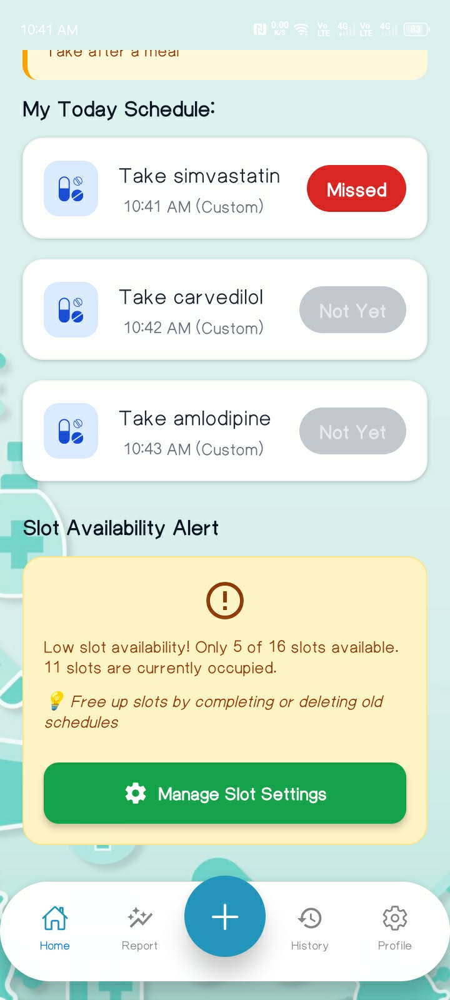 10:41 AM
0.00 K/S Vo LTE 4G Vo LTE 4G 83
Take after a meal
My Today Schedule:
Take simvastatin
10:41 AM (Custom)
Missed
Take carvedilol
10:42 AM (Custom)
Not Yet
Take amlodipine
10:43 AM (Custom)
Not Yet
Slot Availability Alert
Low slot availability! Only 5 of 16 slots available.
11 slots are currently occupied.
💡 Free up slots by completing or deleting old
schedules
Manage Slot Settings
Home
Report
History
Profile